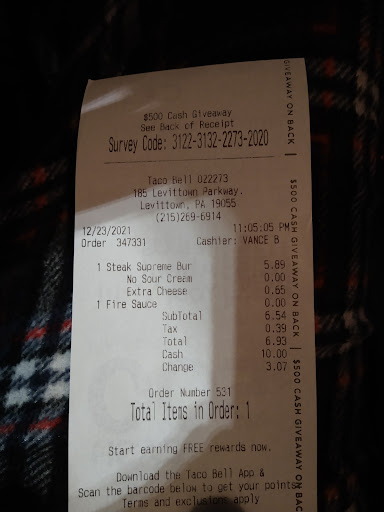 $500 Cash Giveaway
See Back of Receipt
Survey Code: 3122-3132-2273-2020
Taco Bell 022273
185 Levittown Parkway.
Levittown, PA 19055
(215)269-6914
12/23/2021 11:05:05 PM
Order 347331 Cashier: VANCE B
1 Steak Supreme Bur 5.89
No Sour Cream 0.00
Extra Cheese 0.65
1 Fire Sauce 0.00
SubTotal 6.54
Tax 0.39
Total 6.93
Cash 10.00
Change 3.07
Order Number 531
Total Items in Order: 1
Start earning FREE rewards now.
Download the Taco Bell App &
Scan the barcode below to get your points
Terms and exclusions apply
GIVEAWAY ON BACK |
$500 CASH GIVEAWAY ON BACK |
$500 CASH GIVEAWAY ON BAC